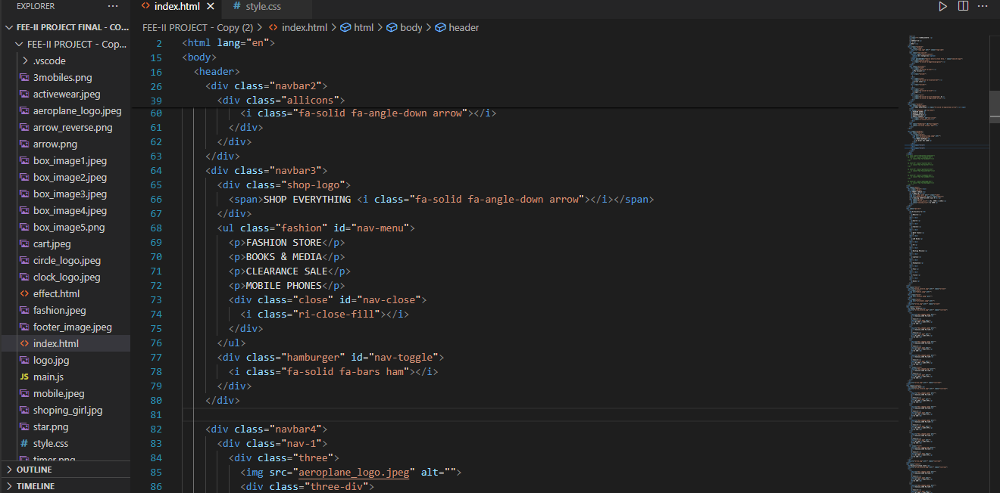 EXPLORER
FEE-II PROJECT FINAL - CO...
FEE-II PROJECT - Cop...
.vscode
3mobiles.png
activewear.jpeg
aeroplane_logo.jpeg
arrow_reverse.png
arrow.png
box_image1.jpeg
box_image2.jpeg
box_image3.jpeg
box_image4.jpeg
box_image5.png
cart.jpeg
circle_logo.jpeg
clock_logo.jpeg
effect.html
fashion.jpeg
footer_image.jpeg
index.html
logo.jpg
JS main.js
mobile.jpeg
shoping_girl.jpg
star.png
# style.css
timer.png
OUTLINE
TIMELINE
index.html
# style.css
FEE-II PROJECT - Copy (2) > index.html > html > body > header
2 <html lang="en">
15 <body>
16 <header>
26 <div class="navbar2">
39 <div class="allicons">
60 <i class="fa-solid fa-angle-down arrow"></i>
61 </div>
62 </div>
63 </div>
64 <div class="navbar3">
65 <div class="shop-logo">
66 <span>SHOP EVERYTHING <i class="fa-solid fa-angle-down arrow"></i></span>
67 </div>
68 <ul class="fashion" id="nav-menu">
69 <p>FASHION STORE</p>
70 <p>BOOKS & MEDIA</p>
71 <p>CLEARANCE SALE</p>
72 <p>MOBILE PHONES</p>
73 <div class="close" id="nav-close">
74 <i class="ri-close-fill"></i>
75 </div>
76 </ul>
77 <div class="hamburger" id="nav-toggle">
78 <i class="fa-solid fa-bars ham"></i>
79 </div>
80 </div>
81
82 <div class="navbar4">
83 <div class="nav-1">
84 <div class="three">
85 <img src="aeroplane_logo.jpeg" alt="">
86 <div class="three-div">